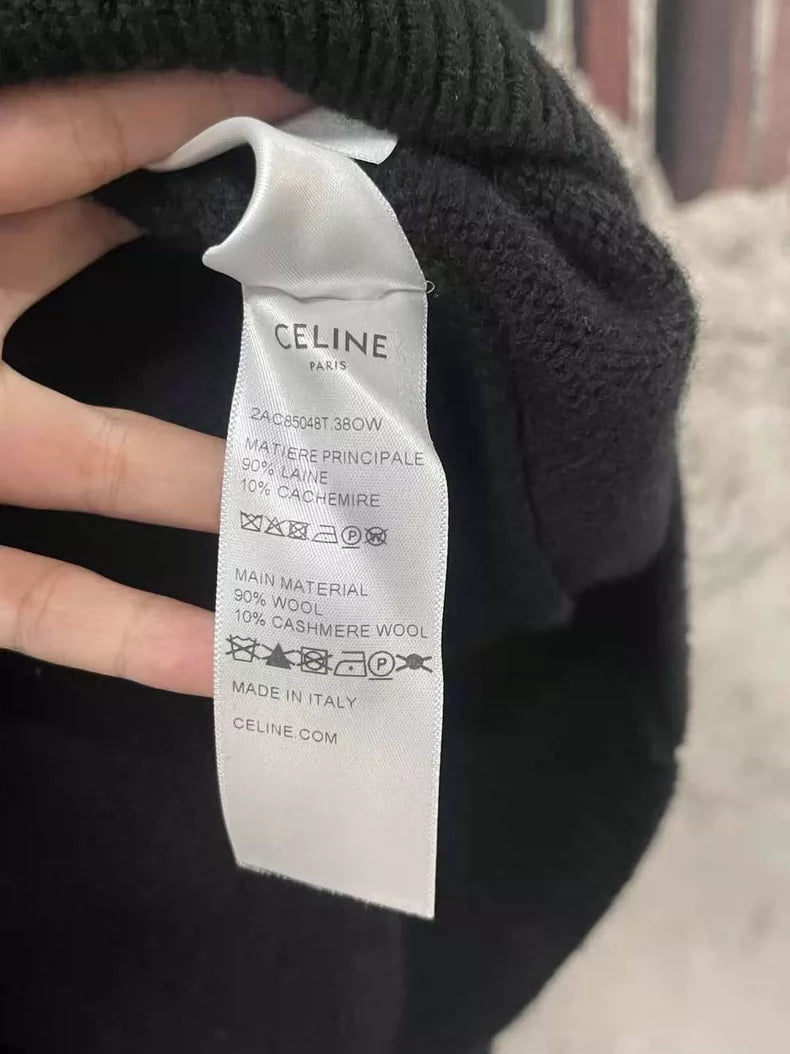 CELINE
PARIS
2AC85048T.38OW
MATIERE PRINCIPALE
90% LAINE
10% CACHEMIRE
MAIN MATERIAL
90% WOOL
10% CASHMERE WOOL
MADE IN ITALY
CELINE.COM